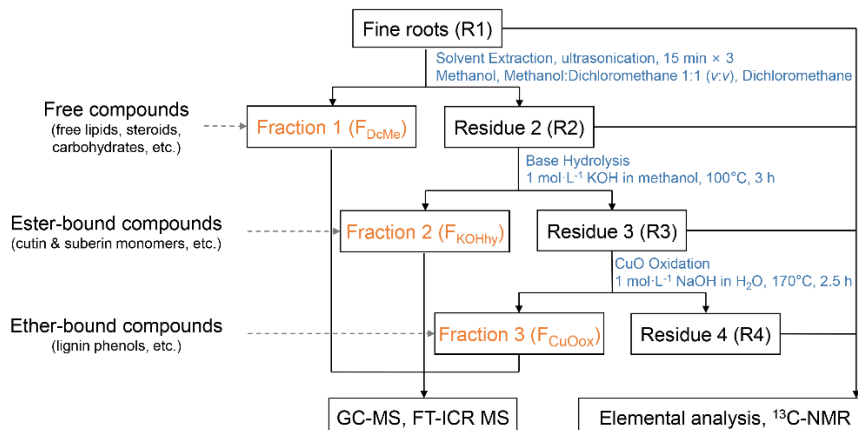 Fine roots (R1)
Solvent Extraction, ultrasonication, 15 min × 3
Methanol, Methanol:Dichloromethane 1:1 (v:v), Dichloromethane
Free compounds
(free lipids, steroids,
carbohydrates, etc.)
Fraction 1 (F_DcMe)
Residue 2 (R2)
Base Hydrolysis
1 mol·L⁻¹ KOH in methanol, 100°C, 3 h
Ester-bound compounds
(cutin & suberin monomers, etc.)
Fraction 2 (F_KOHhy)
Residue 3 (R3)
CuO Oxidation
1 mol·L⁻¹ NaOH in H₂O, 170°C, 2.5 h
Ether-bound compounds
(lignin phenols, etc.)
Fraction 3 (F_CuOox)
Residue 4 (R4)
GC-MS, FT-ICR MS
Elemental analysis, ¹³C-NMR